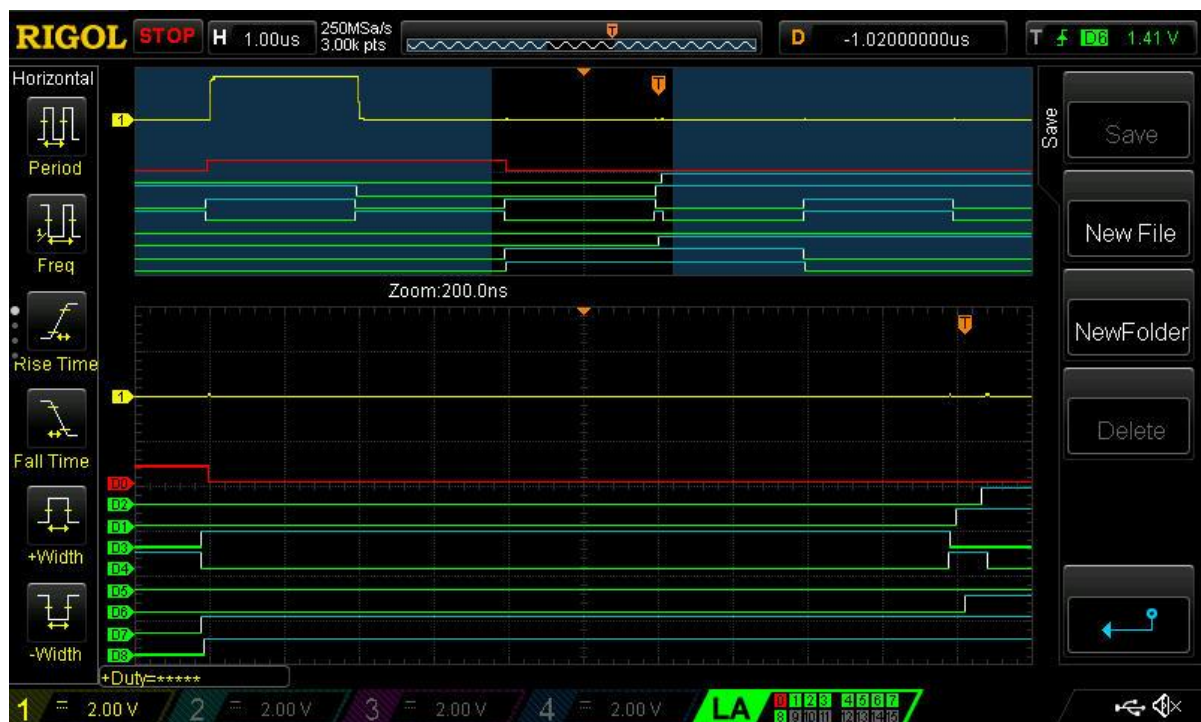 RIGOL STOP H 1.00us 250MSa/s 3.00k pts T D -1.02000000us T D6 1.41 V
Horizontal
Period
Freq
Rise Time
Fall Time
+Width
-Width
1
T
Zoom:200.0ns
T
1
D0
D2
D1
D3
D4
D5
D6
D7
D8
+Duty=*****
Save
Save
New File
NewFolder
Delete
1 = 2.00 V 2 = 2.00 V 3 = 2.00 V 4 = 2.00 V LA 0 1 2 3 4 5 6 7
8 9 10 11 12 13 14 15